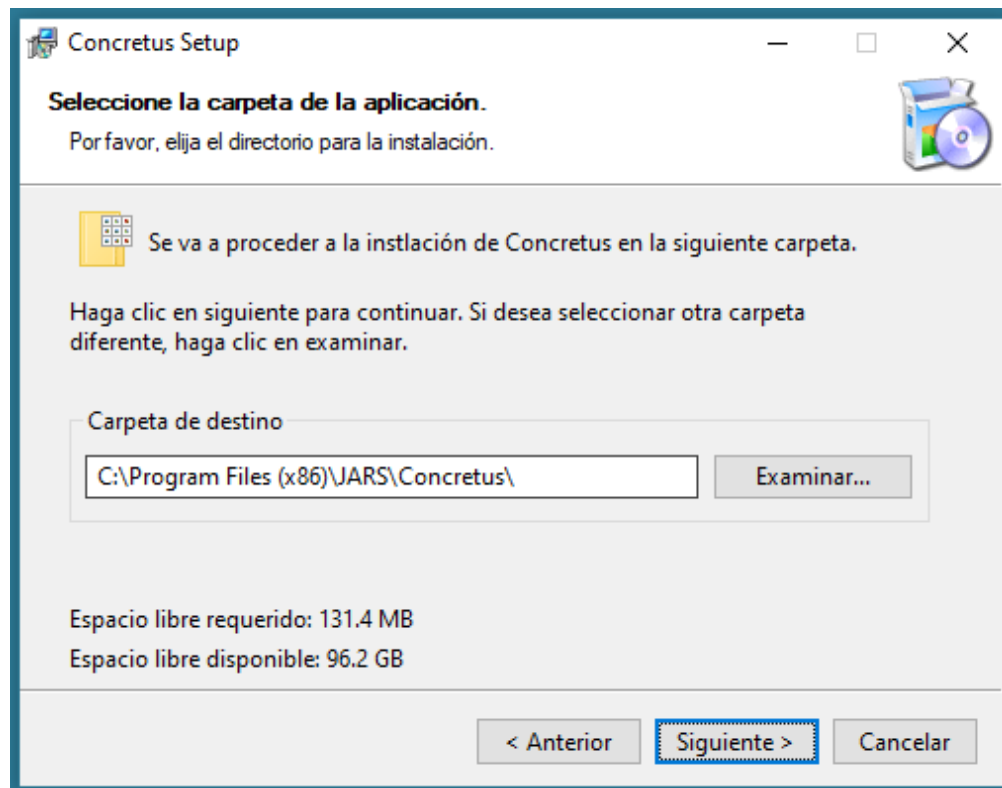 Concretus Setup
Seleccione la carpeta de la aplicación.
Por favor, elija el directorio para la instalación.
Se va a proceder a la instlación de Concretus en la siguiente carpeta.
Haga clic en siguiente para continuar. Si desea seleccionar otra carpeta
diferente, haga clic en examinar.
Carpeta de destino
C:\Program Files (x86)\JARS\Concretus\
Examinar...
Espacio libre requerido: 131.4 MB
Espacio libre disponible: 96.2 GB
< Anterior
Siguiente >
Cancelar